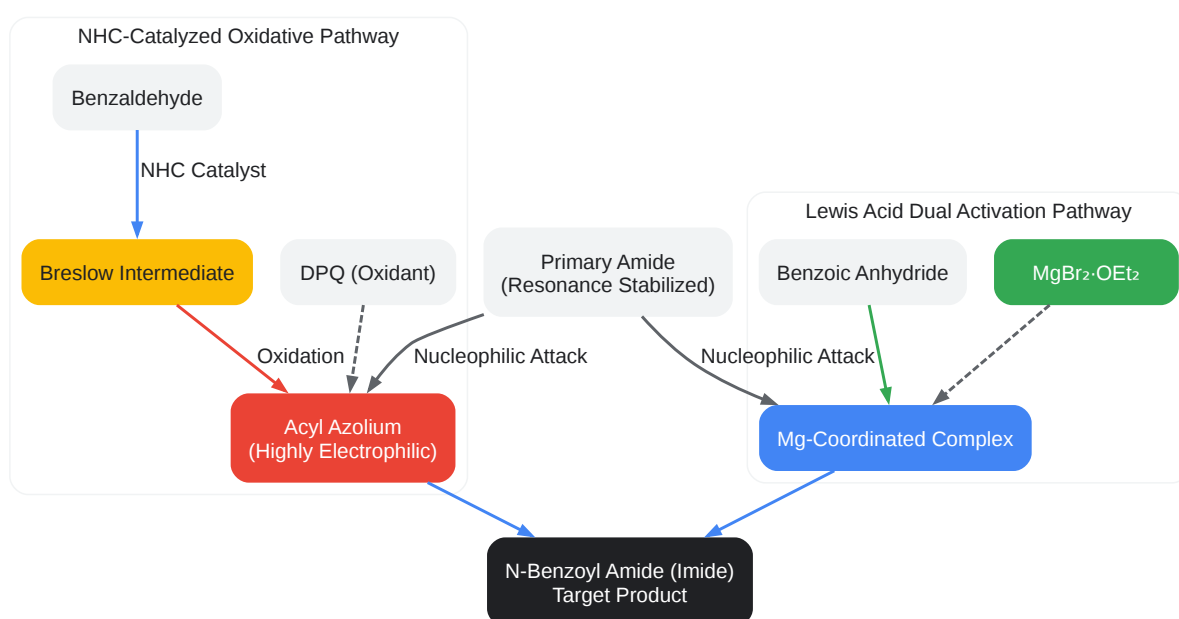 NHC-Catalyzed Oxidative Pathway
Benzaldehyde
NHC Catalyst
Lewis Acid Dual Activation Pathway
Breslow Intermediate
DPQ (Oxidant)
Primary Amide
(Resonance Stabilized)
Benzoic Anhydride
MgBr₂·OEt₂
Oxidation
Nucleophilic Attack
Nucleophilic Attack
Acyl Azolium
(Highly Electrophilic)
Mg-Coordinated Complex
N-Benzoyl Amide (Imide)
Target Product